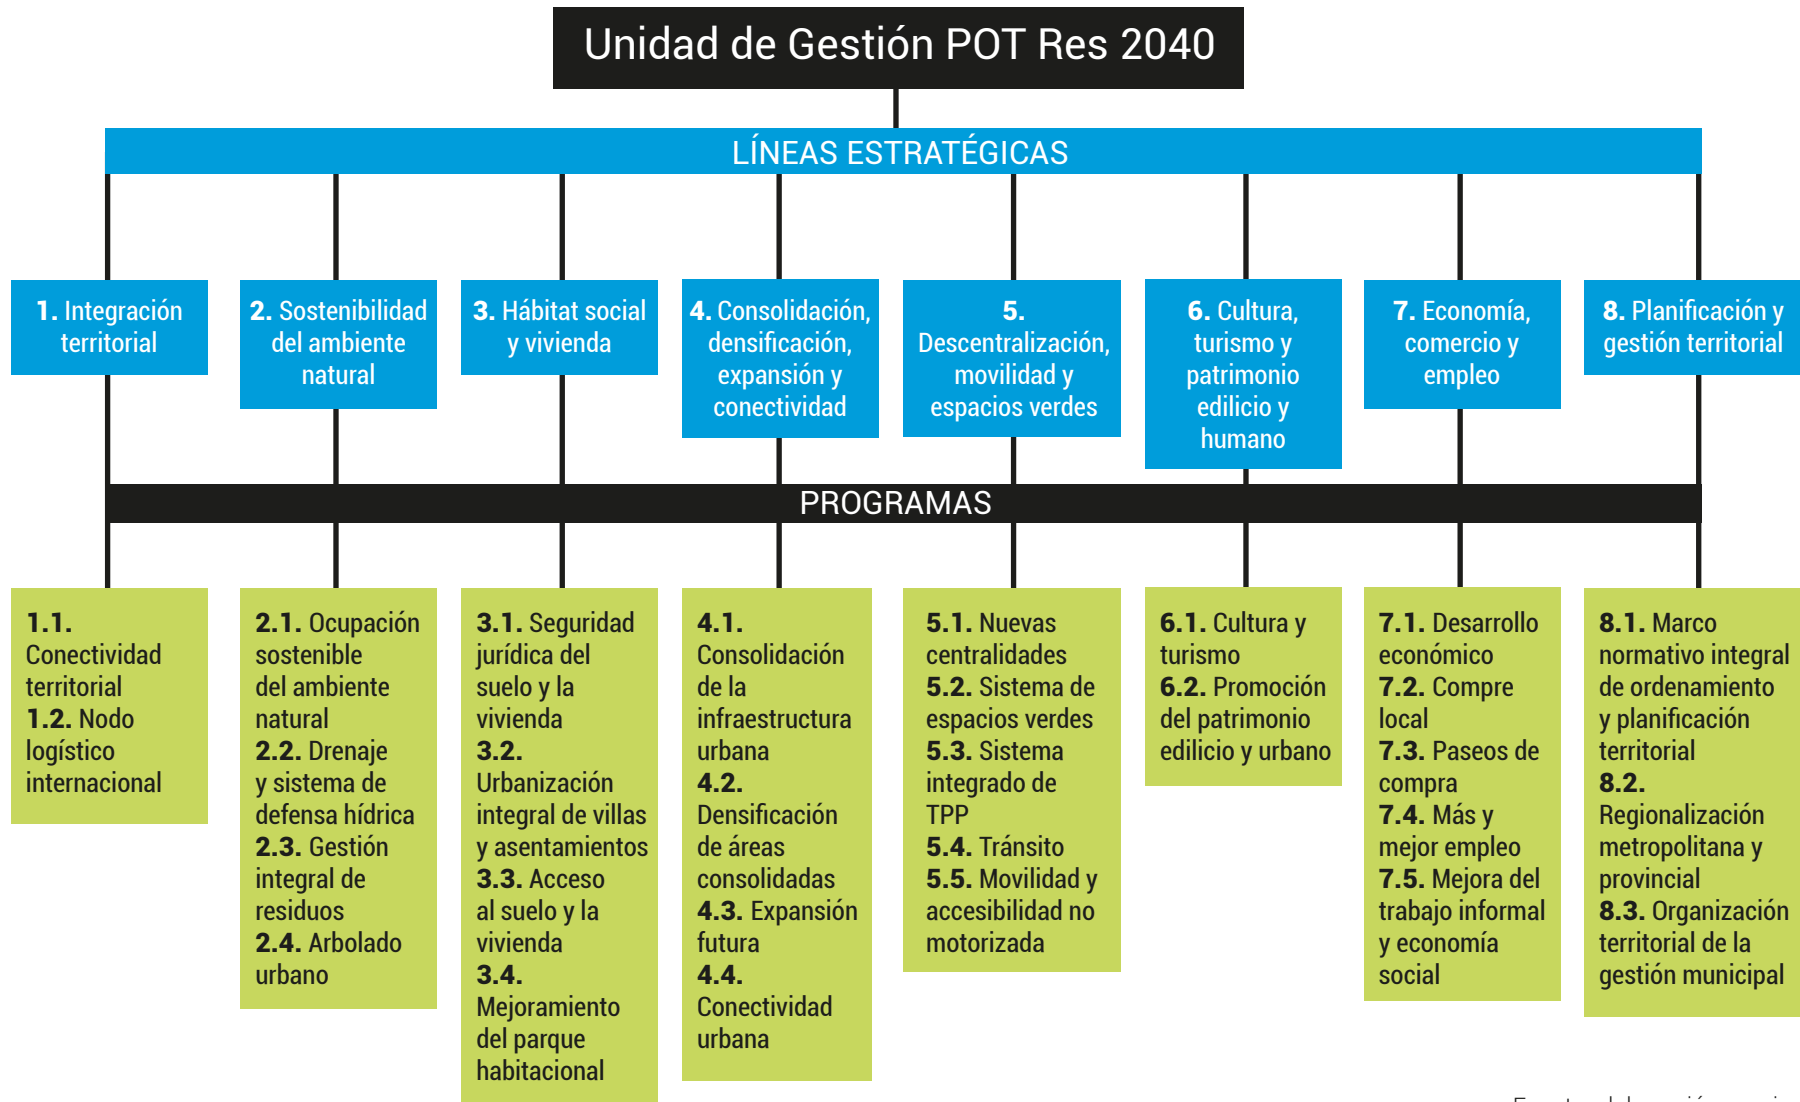 Unidad de Gestión POT Res 2040
LÍNEAS ESTRATÉGICAS
1. Integración
territorial
2. Sostenibilidad
del ambiente
natural
3. Hábitat social
y vivienda
4. Consolidación,
densificación,
expansión y
conectividad
5.
Descentralización,
movilidad y
espacios verdes
6. Cultura,
turismo y
patrimonio
edilicio y
humano
7. Economía,
comercio y
empleo
8. Planificación y
gestión territorial
PROGRAMAS
1.1.
Conectividad
territorial
1.2. Nodo
logístico
internacional
2.1. Ocupación
sostenible
del ambiente
natural
2.2. Drenaje
y sistema de
defensa hídrica
2.3. Gestión
integral de
residuos
2.4. Arbolado
urbano
3.1. Seguridad
jurídica del
suelo y la
vivienda
3.2.
Urbanización
integral de villas
y asentamientos
3.3. Acceso
al suelo y la
vivienda
3.4.
Mejoramiento
del parque
habitacional
4.1.
Consolidación
de la
infraestructura
urbana
4.2.
Densificación
de áreas
consolidadas
4.3. Expansión
futura
4.4.
Conectividad
urbana
5.1. Nuevas
centralidades
5.2. Sistema de
espacios verdes
5.3. Sistema
integrado de
TPP
5.4. Tránsito
5.5. Movilidad y
accesibilidad no
motorizada
6.1. Cultura y
turismo
6.2. Promoción
del patrimonio
edilicio y urbano
7.1. Desarrollo
económico
7.2. Compre
local
7.3. Paseos de
compra
7.4. Más y
mejor empleo
7.5. Mejora del
trabajo informal
y economía
social
8.1. Marco
normativo integral
de ordenamiento
y planificación
territorial
8.2.
Regionalización
metropolitana y
provincial
8.3. Organización
territorial de la
gestión municipal